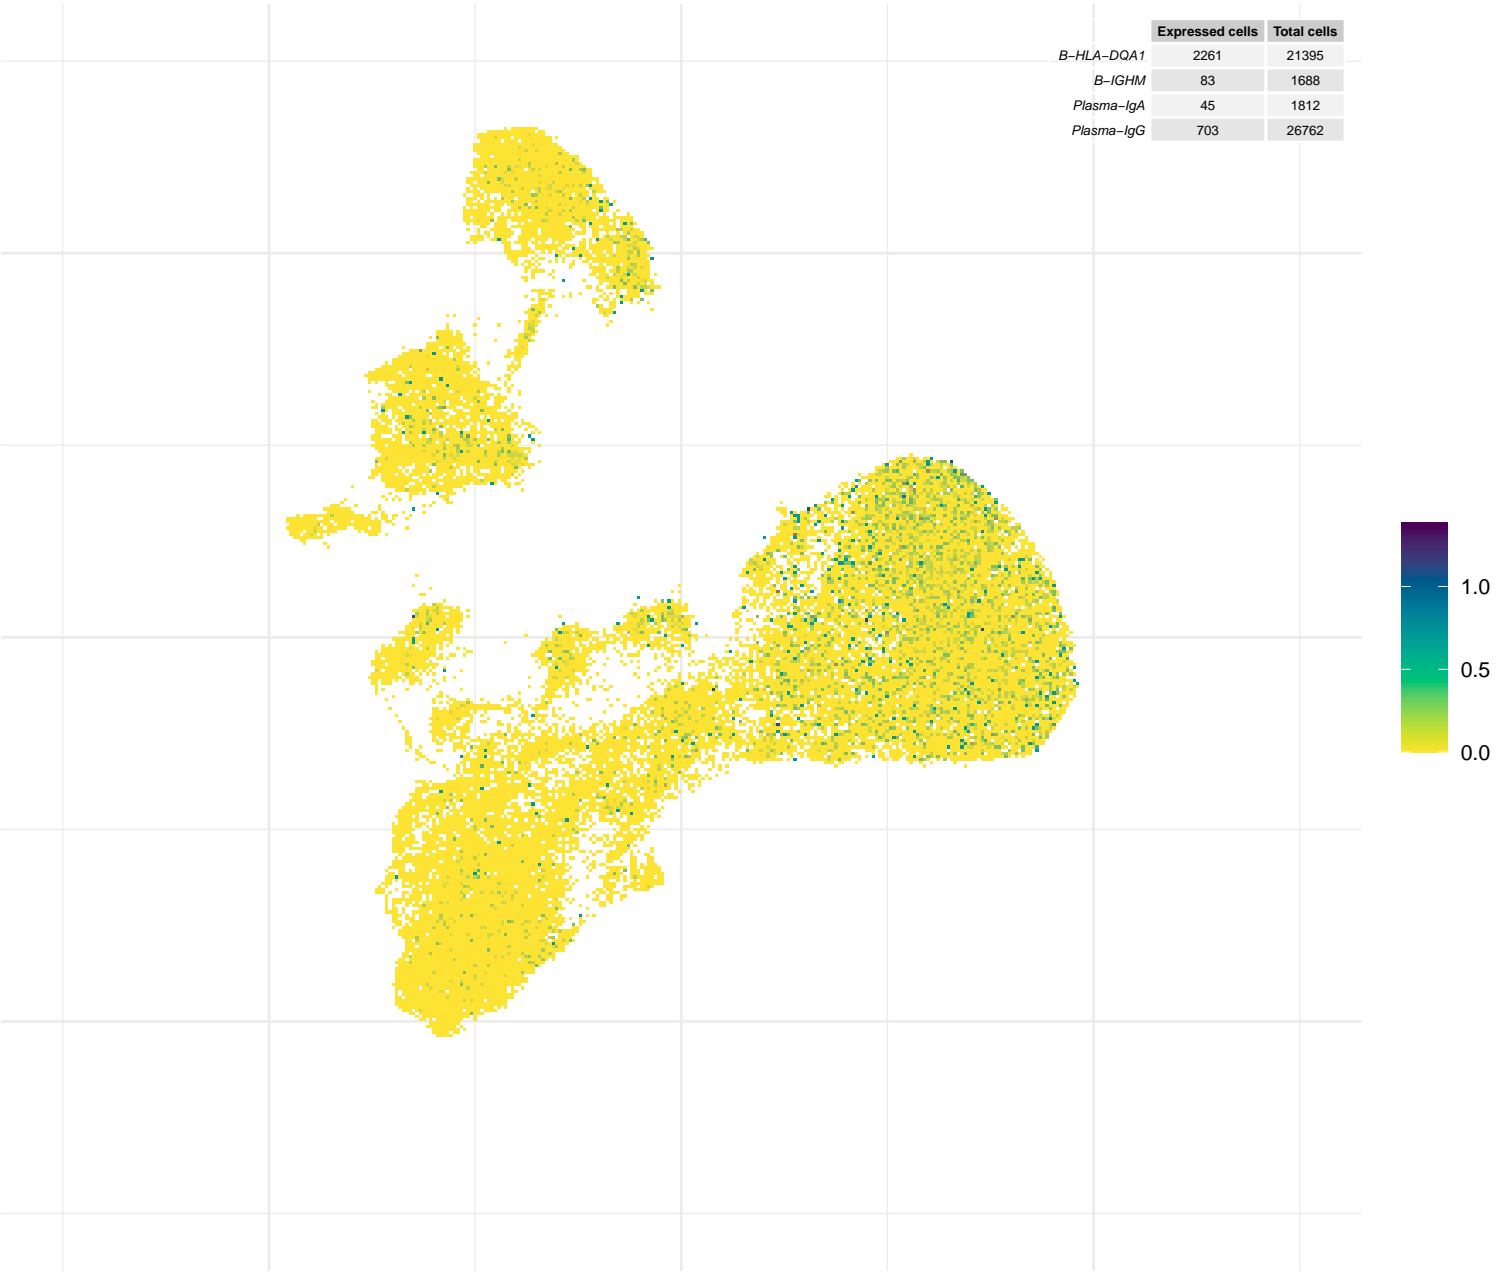 Expressed cells Total cells
B−HLA−DQA1 2261 21395
B−IGHM 83 1688
Plasma−IgA 45 1812
Plasma−IgG 703 26762
1.0
0.5
0.0